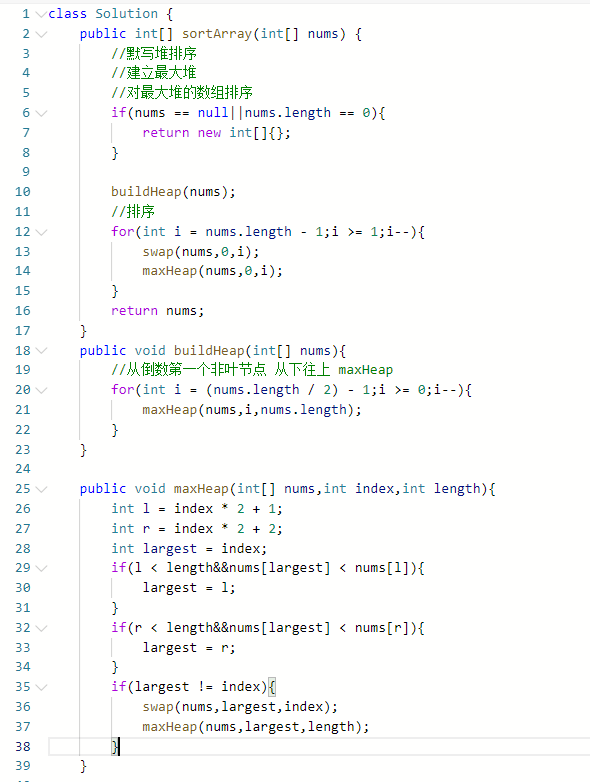 1 class Solution {
2 public int[] sortArray(int[] nums) {
3 //默写堆排序
4 //建立最大堆
5 //对最大堆的数组排序
6 if(nums == null||nums.length == 0){
7 return new int[]{};
8 }
9
10 buildHeap(nums);
11 //排序
12 for(int i = nums.length - 1;i >= 1;i--){
13 swap(nums,0,i);
14 maxHeap(nums,0,i);
15 }
16 return nums;
17 }
18 public void buildHeap(int[] nums){
19 //从倒数第一个非叶节点 从下往上 maxHeap
20 for(int i = (nums.length / 2) - 1;i >= 0;i--){
21 maxHeap(nums,i,nums.length);
22 }
23 }
24
25 public void maxHeap(int[] nums,int index,int length){
26 int l = index * 2 + 1;
27 int r = index * 2 + 2;
28 int largest = index;
29 if(l < length&&nums[largest] < nums[l]){
30 largest = l;
31 }
32 if(r < length&&nums[largest] < nums[r]){
33 largest = r;
34 }
35 if(largest != index){
36 swap(nums,largest,index);
37 maxHeap(nums,largest,length);
38 }
39 }